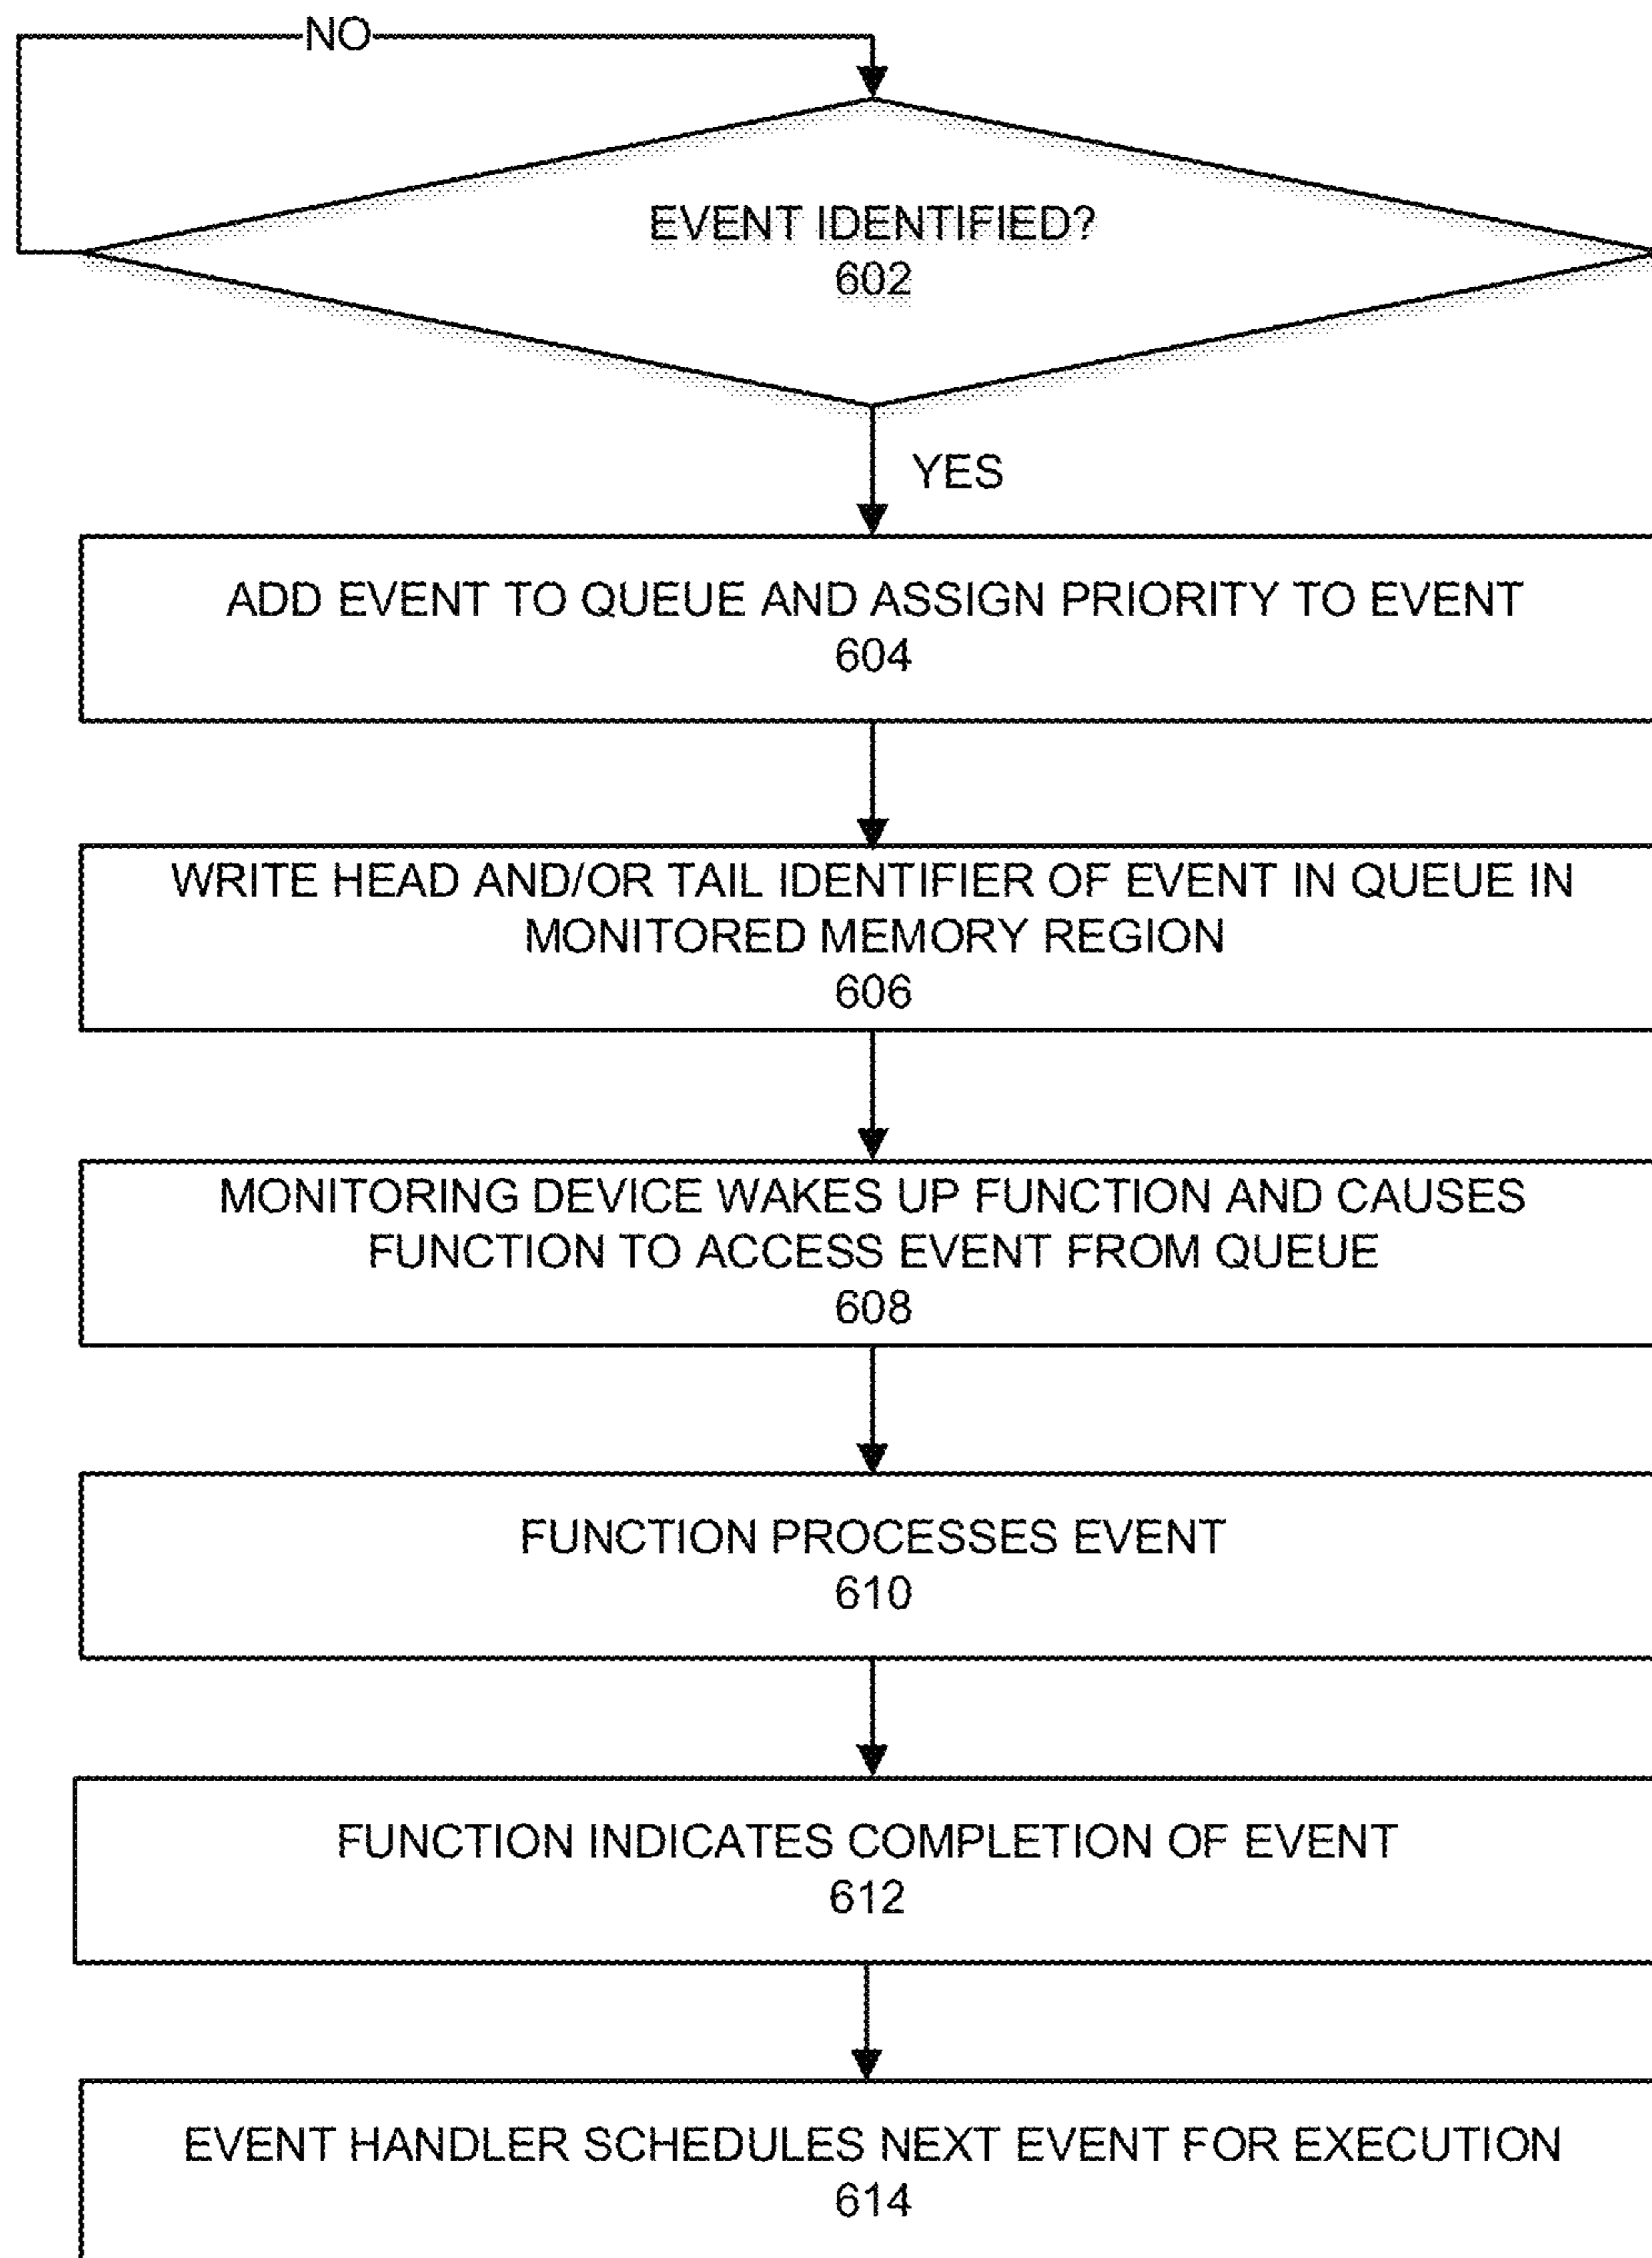 NO
EVENT IDENTIFIED?
602
YES
ADD EVENT TO QUEUE AND ASSIGN PRIORITY TO EVENT
604
WRITE HEAD AND/OR TAIL IDENTIFIER OF EVENT IN QUEUE IN
MONITORED MEMORY REGION
606
MONITORING DEVICE WAKES UP FUNCTION AND CAUSES
FUNCTION TO ACCESS EVENT FROM QUEUE
608
FUNCTION PROCESSES EVENT
610
FUNCTION INDICATES COMPLETION OF EVENT
612
EVENT HANDLER SCHEDULES NEXT EVENT FOR EXECUTION
614